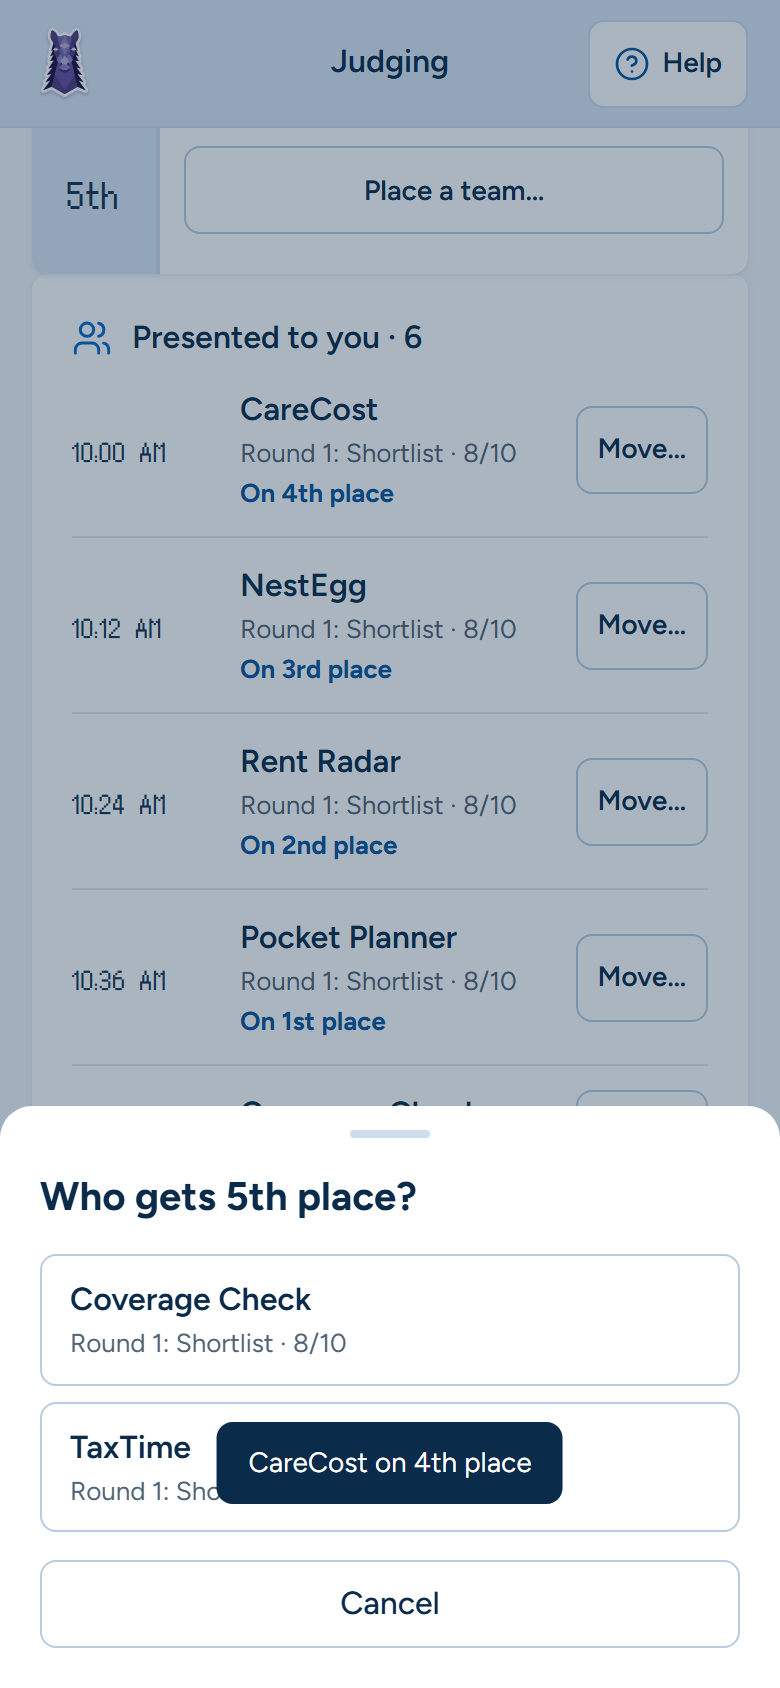 Judging
Help
5th
Place a team...
Presented to you · 6
CareCost
10:00 AM
Round 1: Shortlist · 8/10
Move...
On 4th place
NestEgg
10:12 AM
Round 1: Shortlist · 8/10
Move...
On 3rd place
Rent Radar
10:24 AM
Round 1: Shortlist · 8/10
Move...
On 2nd place
Pocket Planner
10:36 AM
Round 1: Shortlist · 8/10
Move...
On 1st place
Who gets 5th place?
Coverage Check
Round 1: Shortlist · 8/10
TaxTime
CareCost on 4th place
Round 1:
Cancel